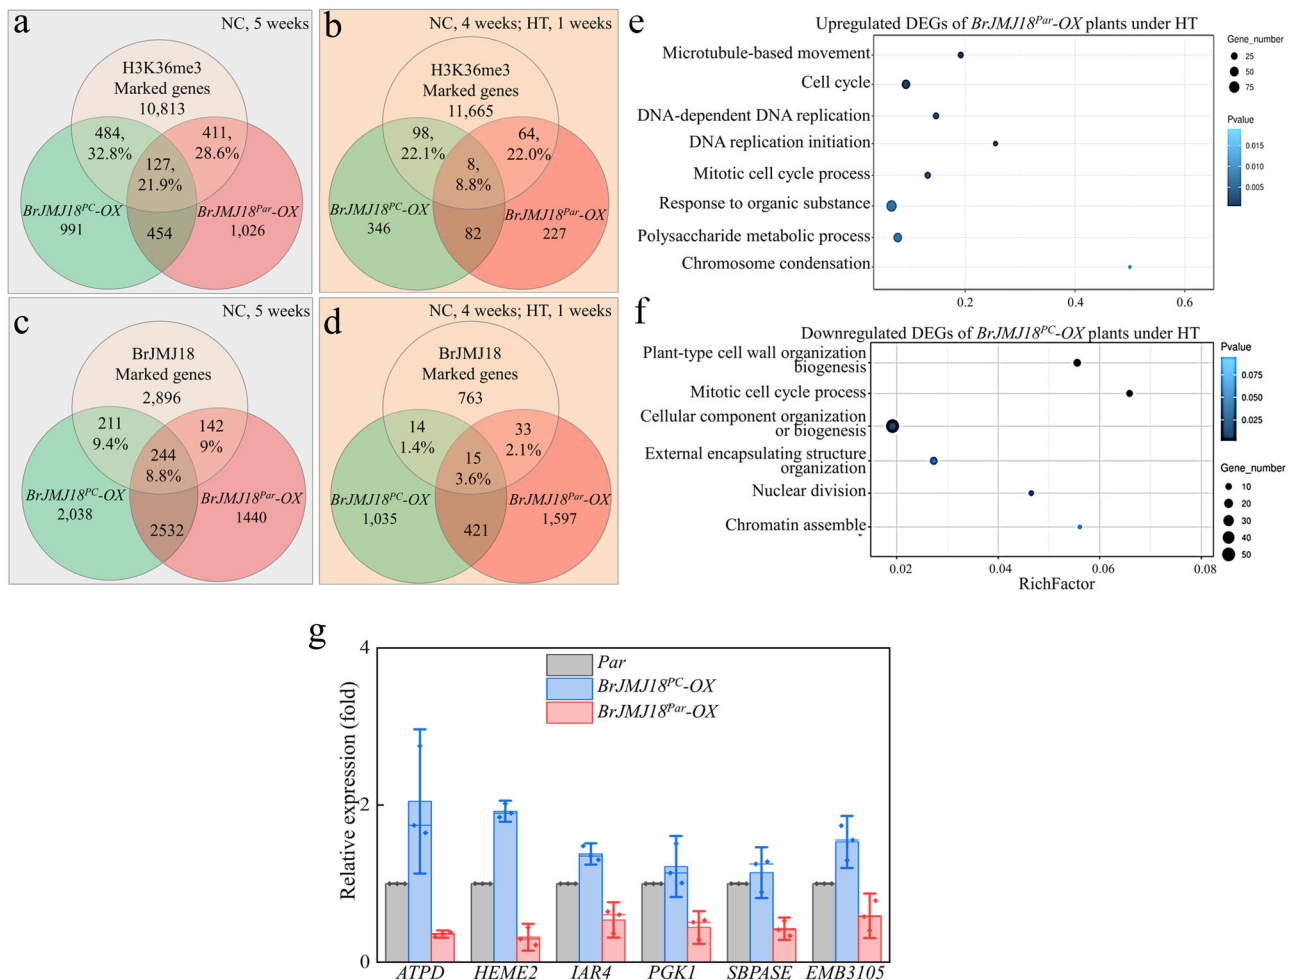 a
NC, 5 weeks
H3K36me3
Marked genes
10,813
484,
32.8%
411,
28.6%
127,
21.9%
BrJMJ18PC-OX
991
BrJMJ18Par-OX
1,026
454
b
NC, 4 weeks; HT, 1 weeks
H3K36me3
Marked genes
11,665
98,
22.1%
64,
22.0%
8,
8.8%
BrJMJ18PC-OX
346
BrJMJ18Par-OX
227
82
c
NC, 5 weeks
BrJMJ18
Marked genes
2,896
211
9.4%
142
9%
244
8.8%
BrJMJ18PC-OX
2,038
BrJMJ18Par-OX
1440
2532
d
NC, 4 weeks; HT, 1 weeks
BrJMJ18
Marked genes
763
14
1.4%
33
2.1%
15
3.6%
BrJMJ18PC-OX
1,035
BrJMJ18Par-OX
1,597
421
e
Upregulated DEGs of BrJMJ18Par-OX plants under HT
Microtubule-based movement
Cell cycle
DNA-dependent DNA replication
DNA replication initiation
Mitotic cell cycle process
Response to organic substance
Polysaccharide metabolic process
Chromosome condensation
0.2 0.4 0.6
Gene_number
25
50
75
Pvalue
0.015
0.010
0.005
f
Downregulated DEGs of BrJMJ18PC-OX plants under HT
Plant-type cell wall organization
biogenesis
Mitotic cell cycle process
Cellular component organization
or biogenesis
External encapsulating structure
organization
Nuclear division
Chromatin assemble
0.02 0.04 0.06 0.08
RichFactor
Pvalue
0.075
0.050
0.025
Gene_number
10
20
30
40
50
g
Relative expression (fold)
4
2
0
Par
BrJMJ18PC-OX
BrJMJ18Par-OX
ATPD HEME2 IAR4 PGK1 SBPASE EMB3105